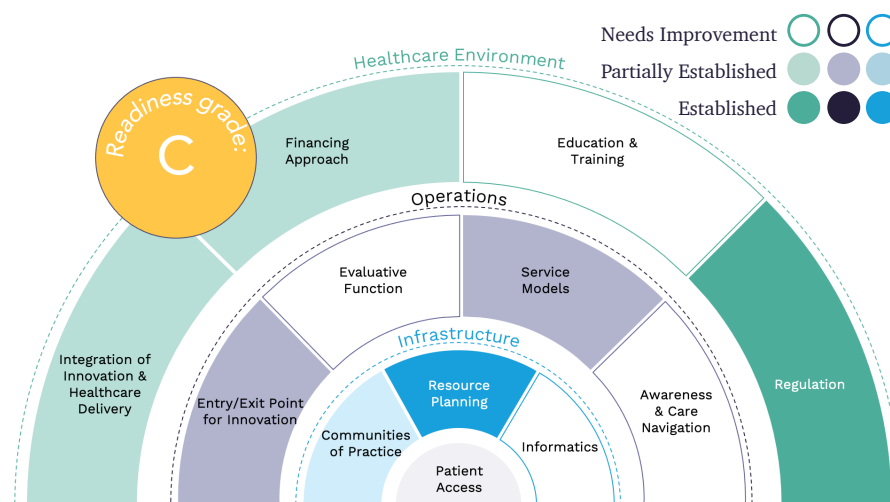 Needs Improvement
Partially Established
Established
Readiness grade:
C
Healthcare Environment
Financing
Approach
Education &
Training
Integration of
Innovation &
Healthcare
Delivery
Regulation
Operations
Evaluative
Function
Service
Models
Entry/Exit Point
for Innovation
Awareness
& Care
Navigation
Infrastructure
Resource
Planning
Communities
of Practice
Informatics
Patient
Access